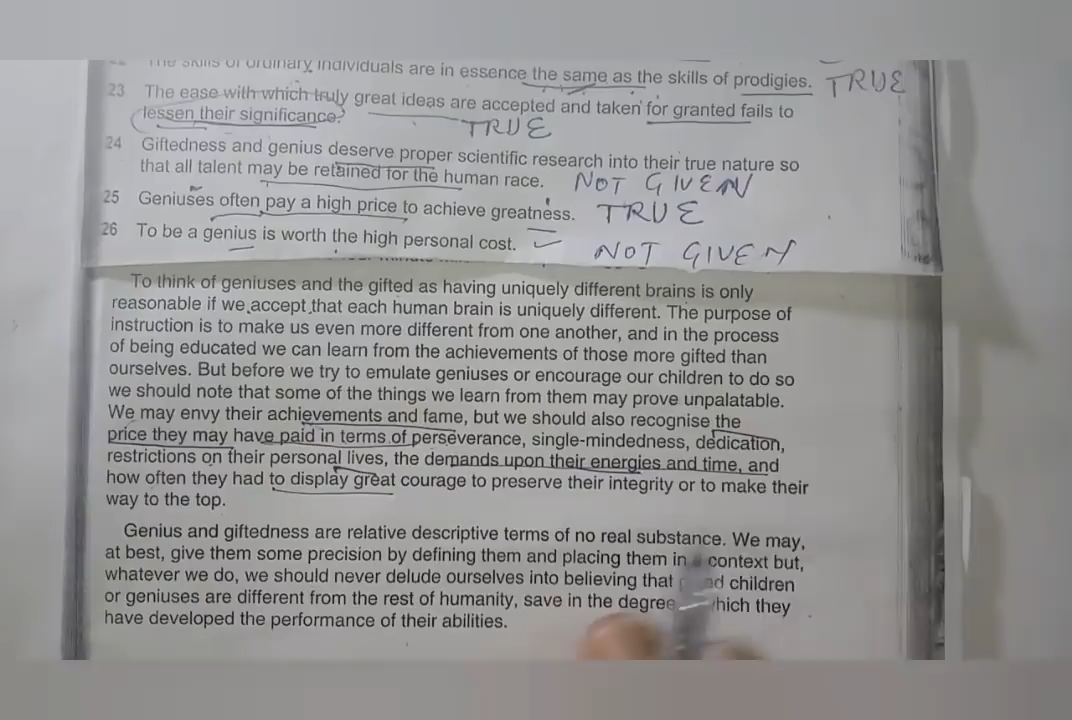 The skills of ordinary individuals are in essence the same as the skills of prodigies. TRUE
23 The ease with which truly great ideas are accepted and taken for granted fails to
lessen their significance. TRUE
24 Giftedness and genius deserve proper scientific research into their true nature so
that all talent may be retained for the human race. NOT GIVEN
25 Geniuses often pay a high price to achieve greatness. TRUE
26 To be a genius is worth the high personal cost. NOT GIVEN
To think of geniuses and the gifted as having uniquely different brains is only
reasonable if we accept that each human brain is uniquely different. The purpose of
instruction is to make us even more different from one another, and in the process
of being educated we can learn from the achievements of those more gifted than
ourselves. But before we try to emulate geniuses or encourage our children to do so
we should note that some of the things we learn from them may prove unpalatable.
We may envy their achievements and fame, but we should also recognise the
price they may have paid in terms of perseverance, single-mindedness, dedication,
restrictions on their personal lives, the demands upon their energies and time, and
how often they had to display great courage to preserve their integrity or to make their
way to the top.
Genius and giftedness are relative descriptive terms of no real substance. We may,
at best, give them some precision by defining them and placing them in context but,
whatever we do, we should never delude ourselves into believing that children
or geniuses are different from the rest of humanity, save in the degree which they
have developed the performance of their abilities.